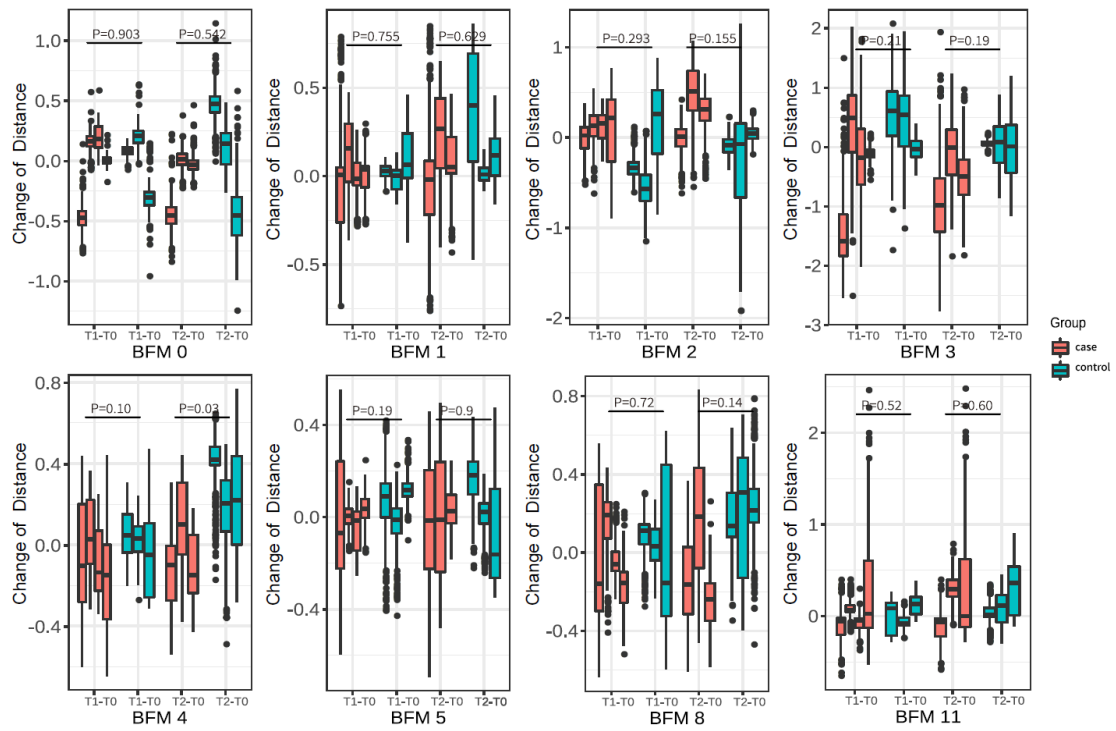 P=0.903 P=0.542
1.0
0.5
0.0
-0.5
-1.0
Change of Distance
T1-T0 T1-T0 T2-T0 T2-T0
BFM 0
P=0.755 P=0.629
0.5
0.0
-0.5
Change of Distance
T1-T0 T1-T0 T2-T0 T2-T0
BFM 1
P=0.293 P=0.155
1
0
-1
-2
Change of Distance
T1-T0 T1-T0 T2-T0 T2-T0
BFM 2
P=0.21 P=0.19
2
1
0
-1
-2
-3
Change of Distance
T1-T0 T1-T0 T2-T0 T2-T0
BFM 3
Group
case
control
P=0.10 P=0.03
0.8
0.4
0.0
-0.4
Change of Distance
T1-T0 T1-T0 T2-T0 T2-T0
BFM 4
P=0.19 P=0.9
0.4
0.0
-0.4
Change of Distance
T1-T0 T1-T0 T2-T0 T2-T0
BFM 5
P=0.72 P=0.14
0.8
0.4
0.0
-0.4
Change of Distance
T1-T0 T1-T0 T2-T0 T2-T0
BFM 8
P=0.52 P=0.60
2
1
0
Change of Distance
T1-T0 T1-T0 T2-T0 T2-T0
BFM 11